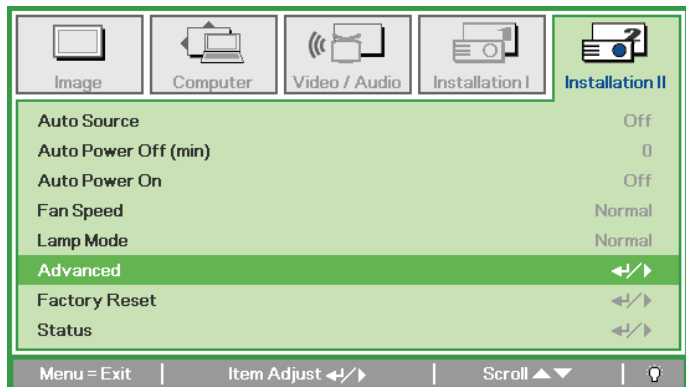 Image Computer Video / Audio Installation I Installation II
Auto Source Off
Auto Power Off (min) 0
Auto Power On Off
Fan Speed Normal
Lamp Mode Normal
Advanced
Factory Reset
Status
Menu = Exit Item Adjust Scroll